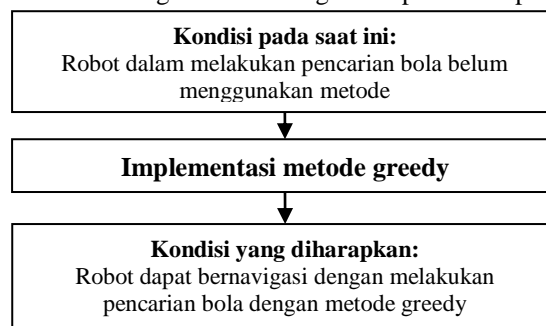 Kondisi pada saat ini:
Robot dalam melakukan pencarian bola belum
menggunakan metode
Implementasi metode greedy
Kondisi yang diharapkan:
Robot dapat bernavigasi dengan melakukan
pencarian bola dengan metode greedy